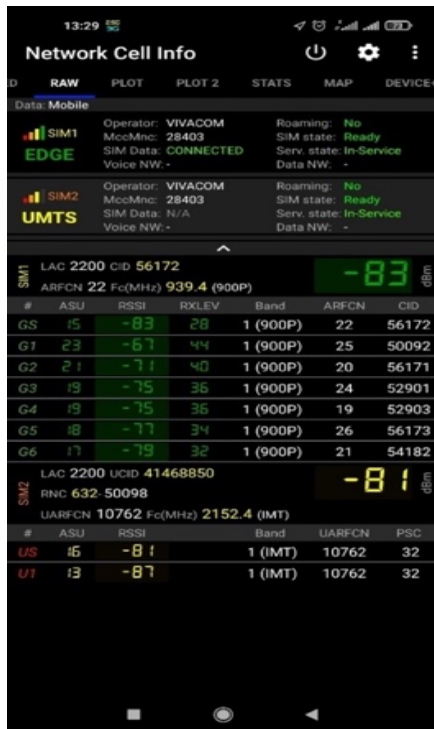 13:29
Network Cell Info
D RAW PLOT PLOT 2 STATS MAP DEVICE+
Data: Mobile
SIM1 EDGE
Operator: VIVACOM Roaming: No
MccMnc: 28403 SIM state: Ready
SIM Data: CONNECTED Serv. state: In-Service
Voice NW: - Data NW: -
SIM2 UMTS
Operator: VIVACOM Roaming: No
MccMnc: 28403 SIM state: Ready
SIM Data: N/A Serv. state: In-Service
Voice NW: - Data NW: -
SIM1 LAC 2200 CID 56172 -83 dBm
ARFCN 22 Fc(MHz) 939.4 (900P)
# ASU RSSI RXLEV Band ARFCN CID
GS 15 -83 28 1 (900P) 22 56172
G1 23 -67 44 1 (900P) 25 50092
G2 21 -71 40 1 (900P) 20 56171
G3 19 -75 36 1 (900P) 24 52901
G4 19 -75 36 1 (900P) 19 52903
G5 18 -77 34 1 (900P) 26 56173
G6 17 -79 32 1 (900P) 21 54182
SIM2 LAC 2200 UCID 41468850 -81 dBm
RNC 632-50098
UARFCN 10762 Fc(MHz) 2152.4 (IMT)
# ASU RSSI Band UARFCN PSC
US 16 -81 1 (IMT) 10762 32
U1 13 -87 1 (IMT) 10762 32